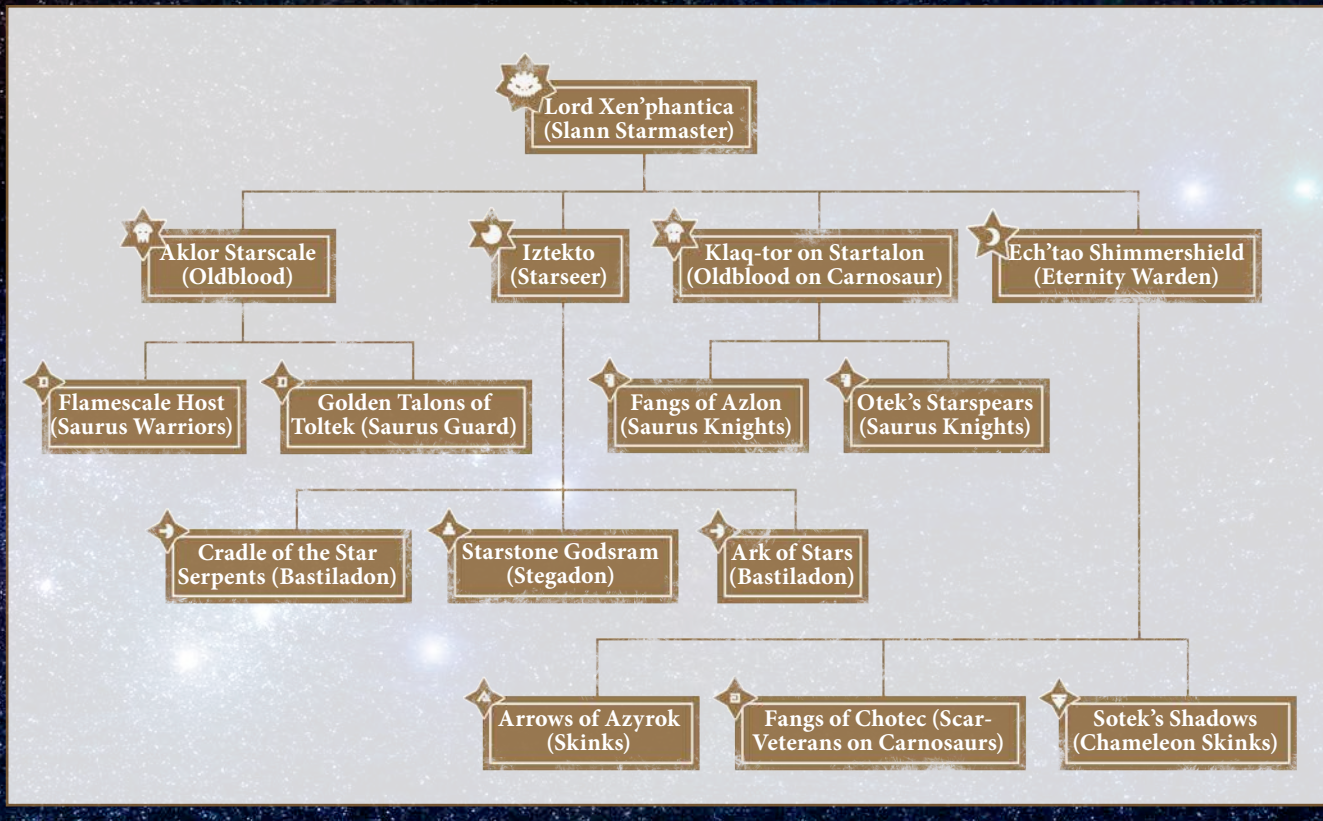 Lord Xen'phantica
(Slann Starmaster)
Aklor Starscale
(Oldblood)
Iztekto
(Starseer)
Klaq-tor on Startalon
(Oldblood on Carnosaur)
Ech'tao Shimmershield
(Eternity Warden)
Flamescale Host
(Saurus Warriors)
Golden Talons of
Toltek (Saurus Guard)
Fangs of Azlon
(Saurus Knights)
Otek's Starspears
(Saurus Knights)
Cradle of the Star
Serpents (Bastiladon)
Starstone Godsram
(Stegadon)
Ark of Stars
(Bastiladon)
Arrows of Azyrok
(Skinks)
Fangs of Chotec (Scar-
Veterans on Carnosaurs)
Sotek's Shadows
(Chameleon Skinks)